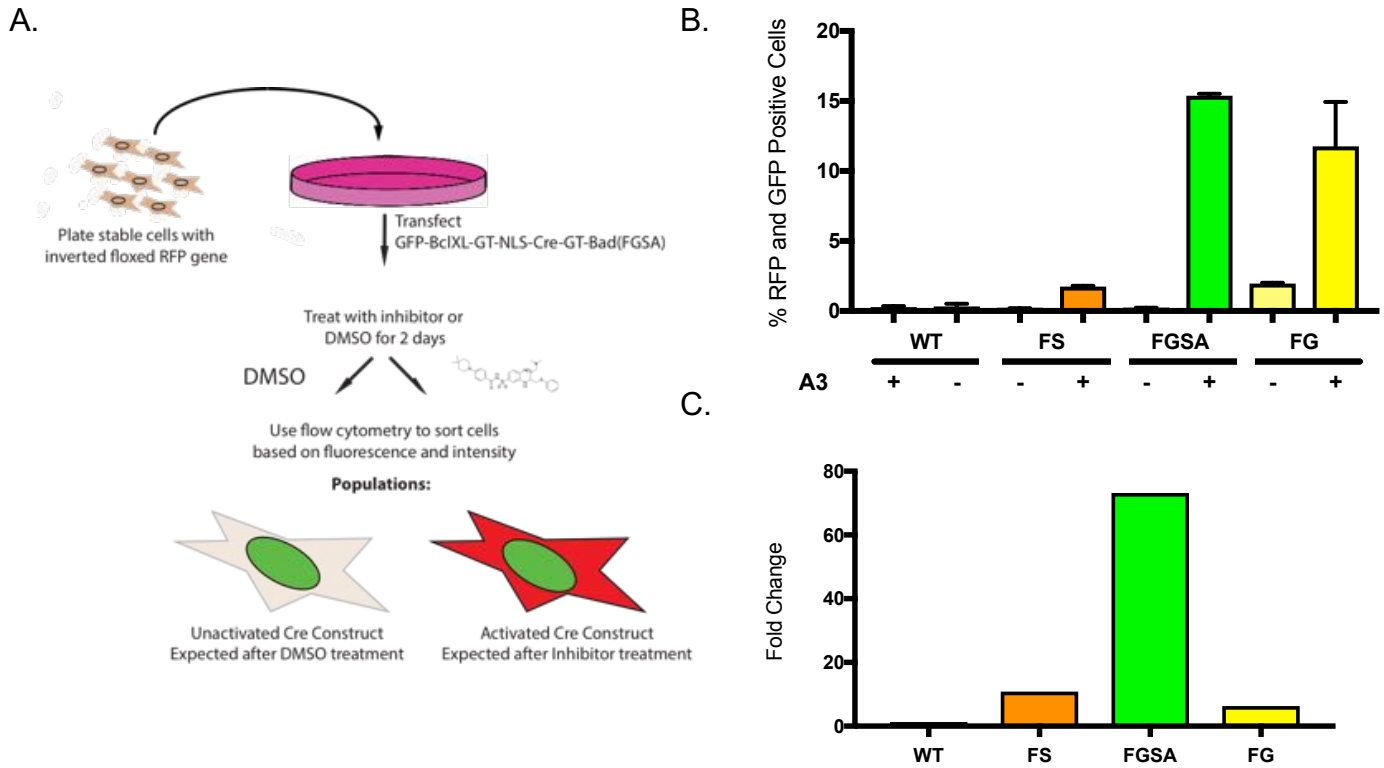 A.
Plate stable cells with
inverted floxed RFP gene
Transfect
GFP-BclXL-GT-NLS-Cre-GT-Bad(FGSA)
Treat with inhibitor or
DMSO for 2 days
DMSO
Use flow cytometry to sort cells
based on fluorescence and intensity
Populations:
Unactivated Cre Construct
Expected after DMSO treatment
Activated Cre Construct
Expected after Inhibitor treatment
B.
% RFP and GFP Positive Cells
20
15
10
5
0
WT FS FGSA FG
A3 + - - + - + - +
C.
Fold Change
80
60
40
20
0
WT FS FGSA FG